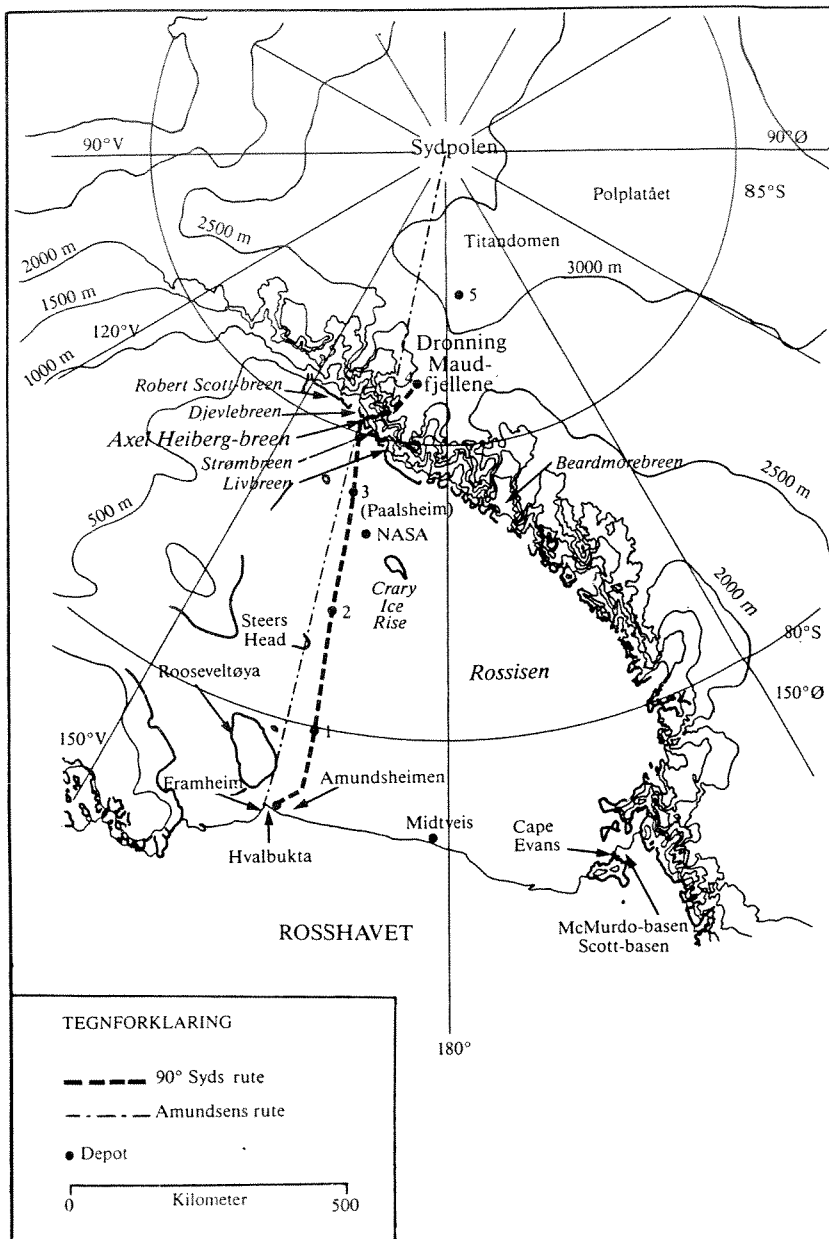 90°V
Sydpolen
90°Ø
85°S
Polplatået
2500 m
Titandomen
2000 m
3000 m
1500 m
5
120°V
1000 m
Dronning
Maud-
fjellene
Robert Scott-breen
Djevlebreen
Axel Heiberg-breen
Strømbreen
Livbreen
Beardmorebreen
2500 m
500 m
3
(Paalsheim)
NASA
Crary
Ice
Rise
2000 m
2
Steers
Head
80°S
Rooseveltøya
Rossisen
150°Ø
150°V
1
Framheim
Amundsheimen
Midtveis
Cape
Evans
Hvalbukta
McMurdo-basen
Scott-basen
ROSSHAVET
180°
TEGNFORKLARING
90° Syds rute
Amundsens rute
Depot
0 Kilometer 500